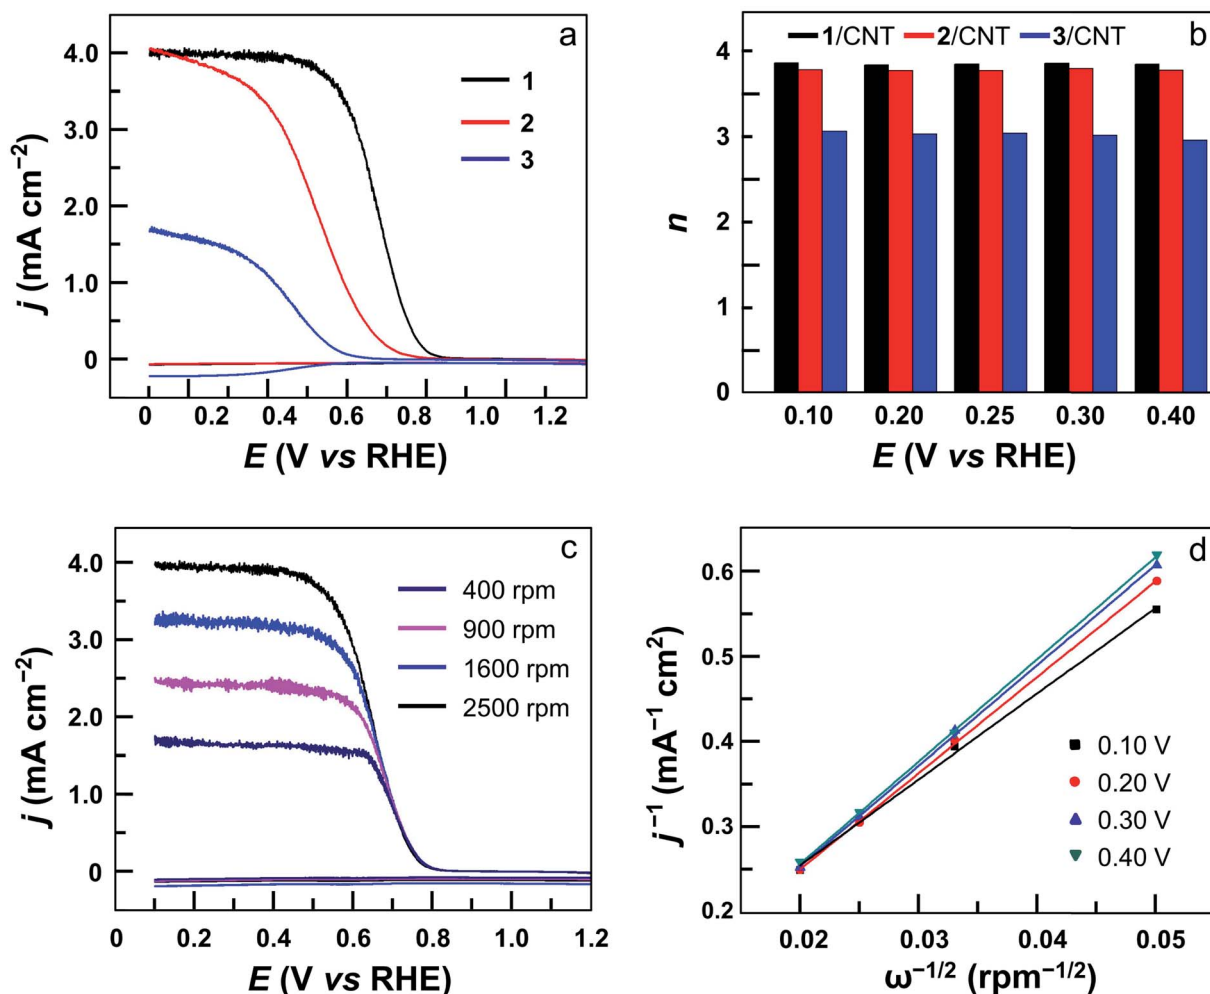 a
4.0
3.0
2.0
1.0
0
j (mA cm⁻²)
1
2
3
0 0.2 0.4 0.6 0.8 1.0 1.2
E (V vs RHE)
b
1/CNT 2/CNT 3/CNT
4
3
2
1
0
n
0.10 0.20 0.25 0.30 0.40
E (V vs RHE)
c
4.0
3.0
2.0
1.0
0
j (mA cm⁻²)
400 rpm
900 rpm
1600 rpm
2500 rpm
0 0.2 0.4 0.6 0.8 1.0 1.2
E (V vs RHE)
d
0.6
0.5
0.4
0.3
0.2
j⁻¹ (mA⁻¹ cm²)
0.10 V
0.20 V
0.30 V
0.40 V
0.02 0.03 0.04 0.05
ω⁻¹/² (rpm⁻¹/²)